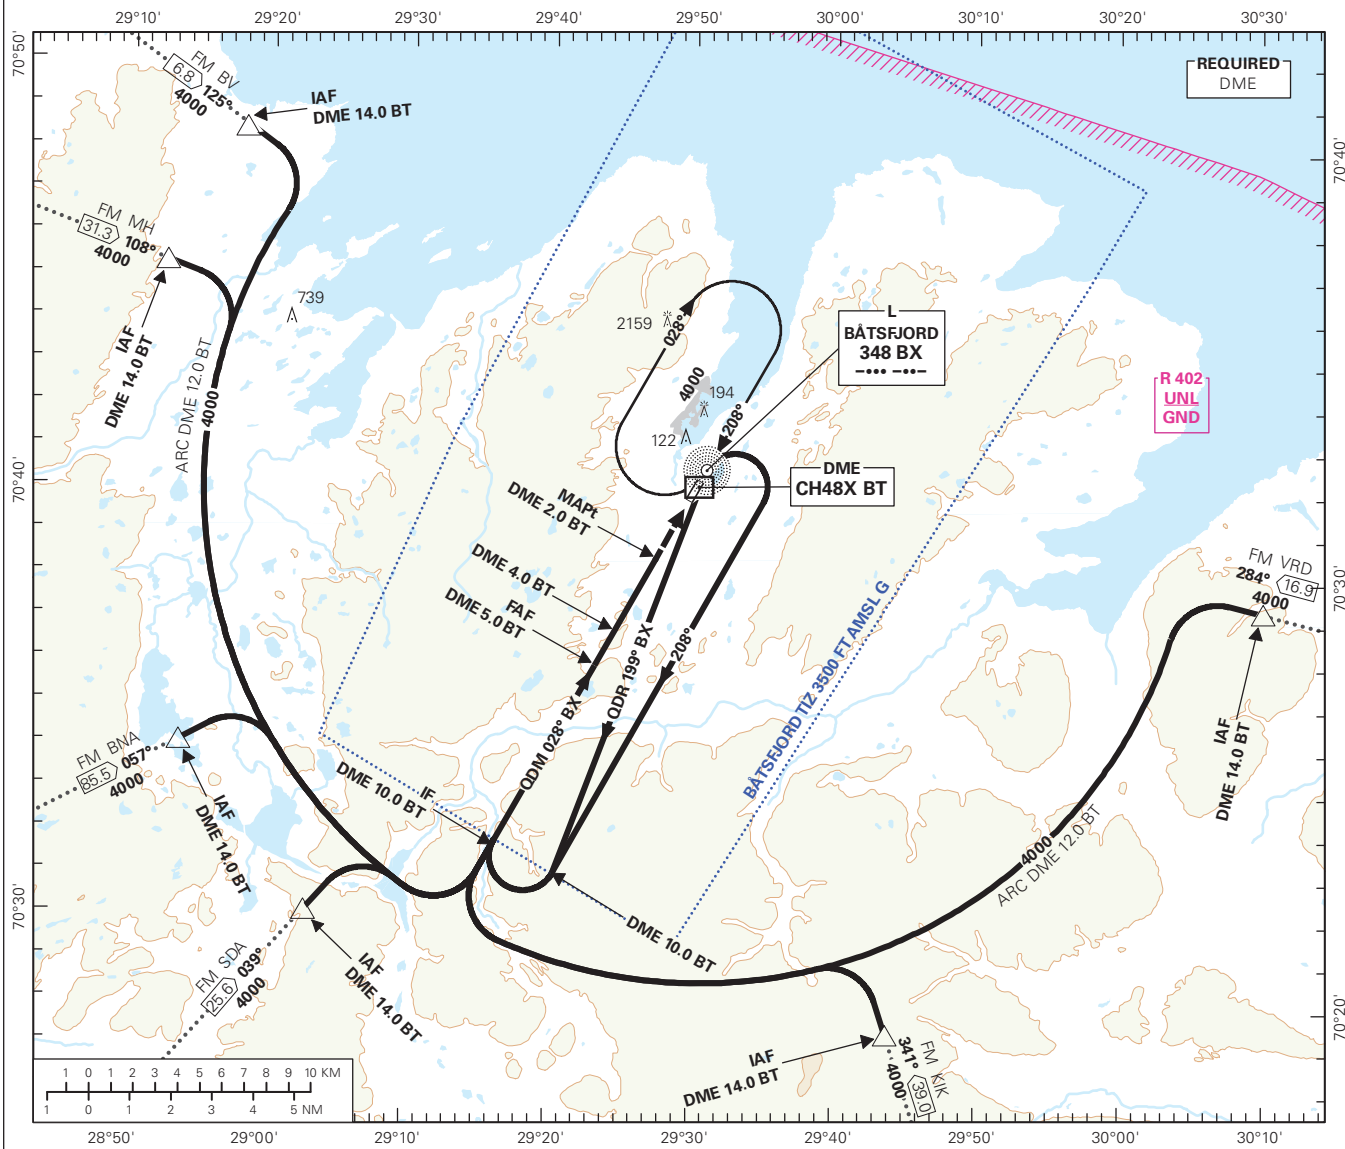 29°10'
29°20'
29°30'
29°40'
29°50'
30°00'
30°10'
30°20'
30°30'
70°50'
REQUIRED
DME
FM BV
6.8
125°
4000
IAF
DME 14.0 BT
70°40'
FM MH
31.3
108°
4000
IAF
DME 14.0 BT
739
ARC DME 12.0 BT
4000
2159
028°
4000
194
122
208°
L
BÅTSFJORD
348 BX
R 402
UNL
GND
DME
CH48X BT
70°40'
MAPt
DME 2.0 BT
DME 4.0 BT
FAF
DME 5.0 BT
QDM 028° BX
QDR 199° BX
208°
BÅTSFJORD TIZ 3500 FT AMSL G
FM VRD
284°
16.9
4000
70°30'
IAF
DME 14.0 BT
FM BNA
85.5
057°
4000
IAF
DME 14.0 BT
IF
DME 10.0 BT
4000
ARC DME 12.0 BT
70°30'
DME 10.0 BT
FM SDA
25.6
039°
4000
IAF
DME 14.0 BT
70°20'
IAF
DME 14.0 BT
341°
4000
FM KIK
39.0
1 0 1 2 3 4 5 6 7 8 9 10 KM
1 0 1 2 3 4 5 NM
28°50'
29°00'
29°10'
29°20'
29°30'
29°40'
29°50'
30°00'
30°10'